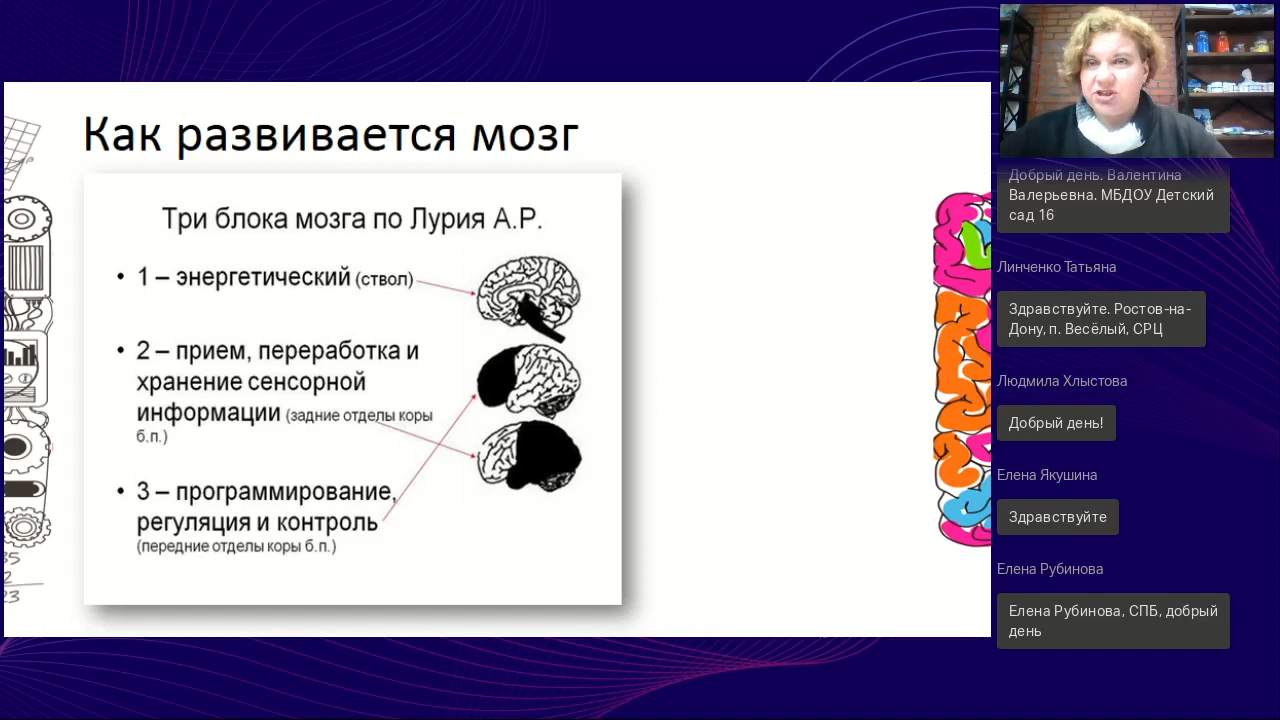 Как развивается мозг
Три блока мозга по Лурия А.Р.
• 1 – энергетический (ствол)
• 2 – прием, переработка и
хранение сенсорной
информации (задние отделы коры
б.п.)
• 3 – программирование,
регуляция и контроль
(передние отделы коры б.п.)
Добрый день. Валентина
Валерьевна. МБДОУ Детский
сад 16
Линченко Татьяна
Здравствуйте. Ростов-на-
Дону, п. Весёлый, СРЦ
Людмила Хлыстова
Добрый день!
Елена Якушина
Здравствуйте
Елена Рубинова
Елена Рубинова, СПБ, добрый
день